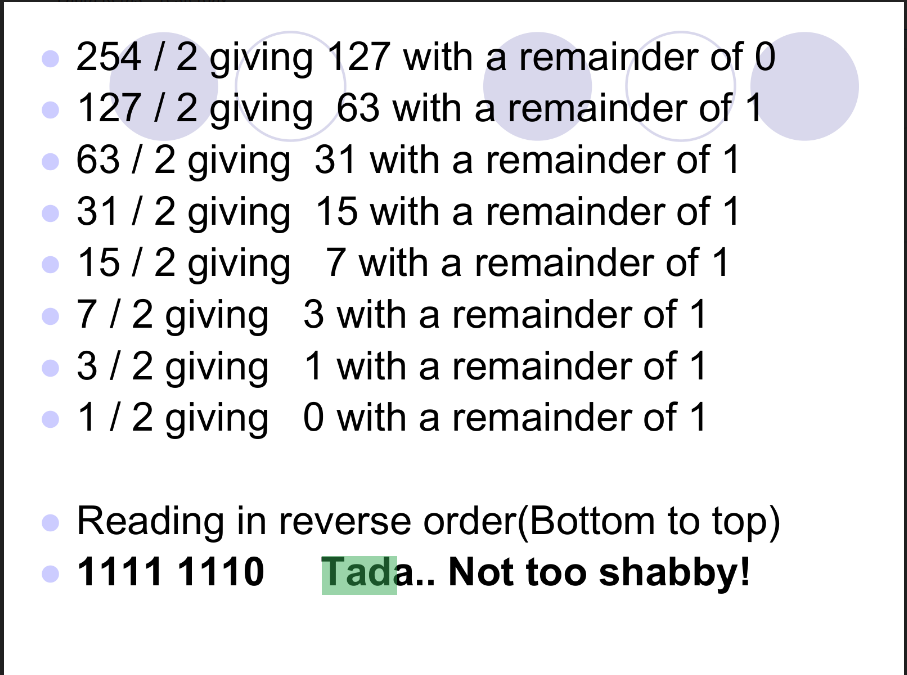 254 / 2 giving 127 with a remainder of 0
127 / 2 giving  63 with a remainder of 1
63 / 2 giving  31 with a remainder of 1
31 / 2 giving  15 with a remainder of 1
15 / 2 giving   7 with a remainder of 1
7 / 2 giving   3 with a remainder of 1
3 / 2 giving   1 with a remainder of 1
1 / 2 giving   0 with a remainder of 1
Reading in reverse order(Bottom to top)
1111 1110     Tada.. Not too shabby!